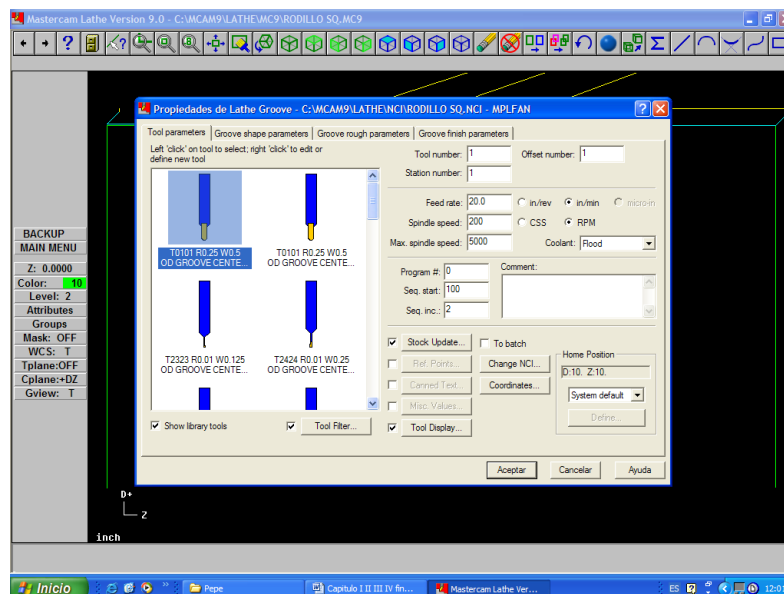 Mastercam Lathe Version 9.0 - C:\MCAM9\LATHE\MC9\RODILLO SQ.MC9
Propiedades de Lathe Groove - C:\MCAM9\LATHE\NCI\RODILLO SQ.NCI - MPLFAN
Tool parameters Groove shape parameters Groove rough parameters Groove finish parameters
Left 'click' on tool to select; right 'click' to edit or
define new tool
Tool number: 1 Offset number: 1
Station number: 1
Feed rate: 20.0 in/rev in/min micro-in
Spindle speed: 200 CSS RPM
Max. spindle speed: 5000 Coolant: Flood
T0101 R0.25 W0.5
OD GROOVE CENTE...
T0101 R0.25 W0.5
OD GROOVE CENTE...
Program #: 0 Comment:
Seq. start: 100
Seq. inc.: 2
T2323 R0.01 W0.125
OD GROOVE CENTE...
T2424 R0.01 W0.25
OD GROOVE CENTE...
Stock Update... To batch
Ref. Points... Change NCI...
Canned Text... Coordinates...
Misc. Values...
Tool Display...
Home Position
D:10. Z:10.
System default
Define...
Show library tools Tool Filter...
Aceptar Cancelar Ayuda
BACKUP
MAIN MENU
Z: 0.0000
Color: 10
Level: 2
Attributes
Groups
Mask: OFF
WCS: T
Tplane:OFF
Cplane:+DZ
Gview: T
D+
Z
inch
Inicio Pepe Capitulo I II III IV fin... Mastercam Lathe Ver... ES